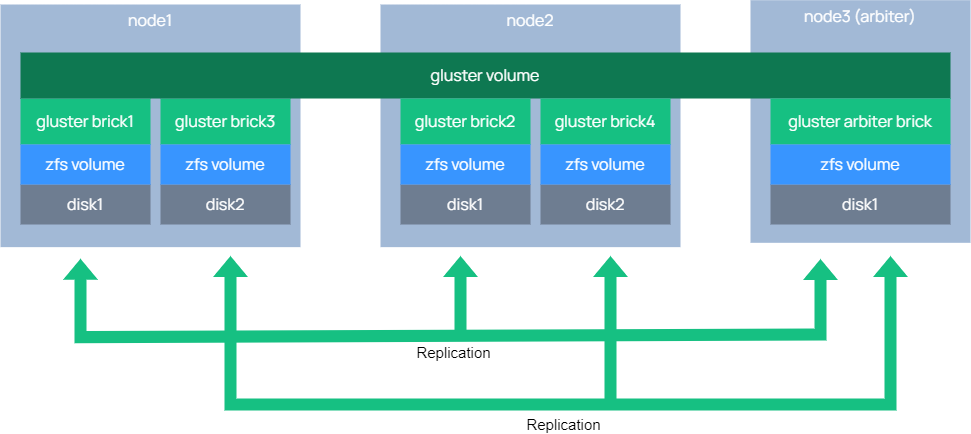 node1
node2
node3 (arbiter)
gluster volume
gluster brick1
gluster brick3
gluster brick2
gluster brick4
gluster arbiter brick
zfs volume
zfs volume
zfs volume
zfs volume
zfs volume
disk1
disk2
disk1
disk2
disk1
Replication
Replication